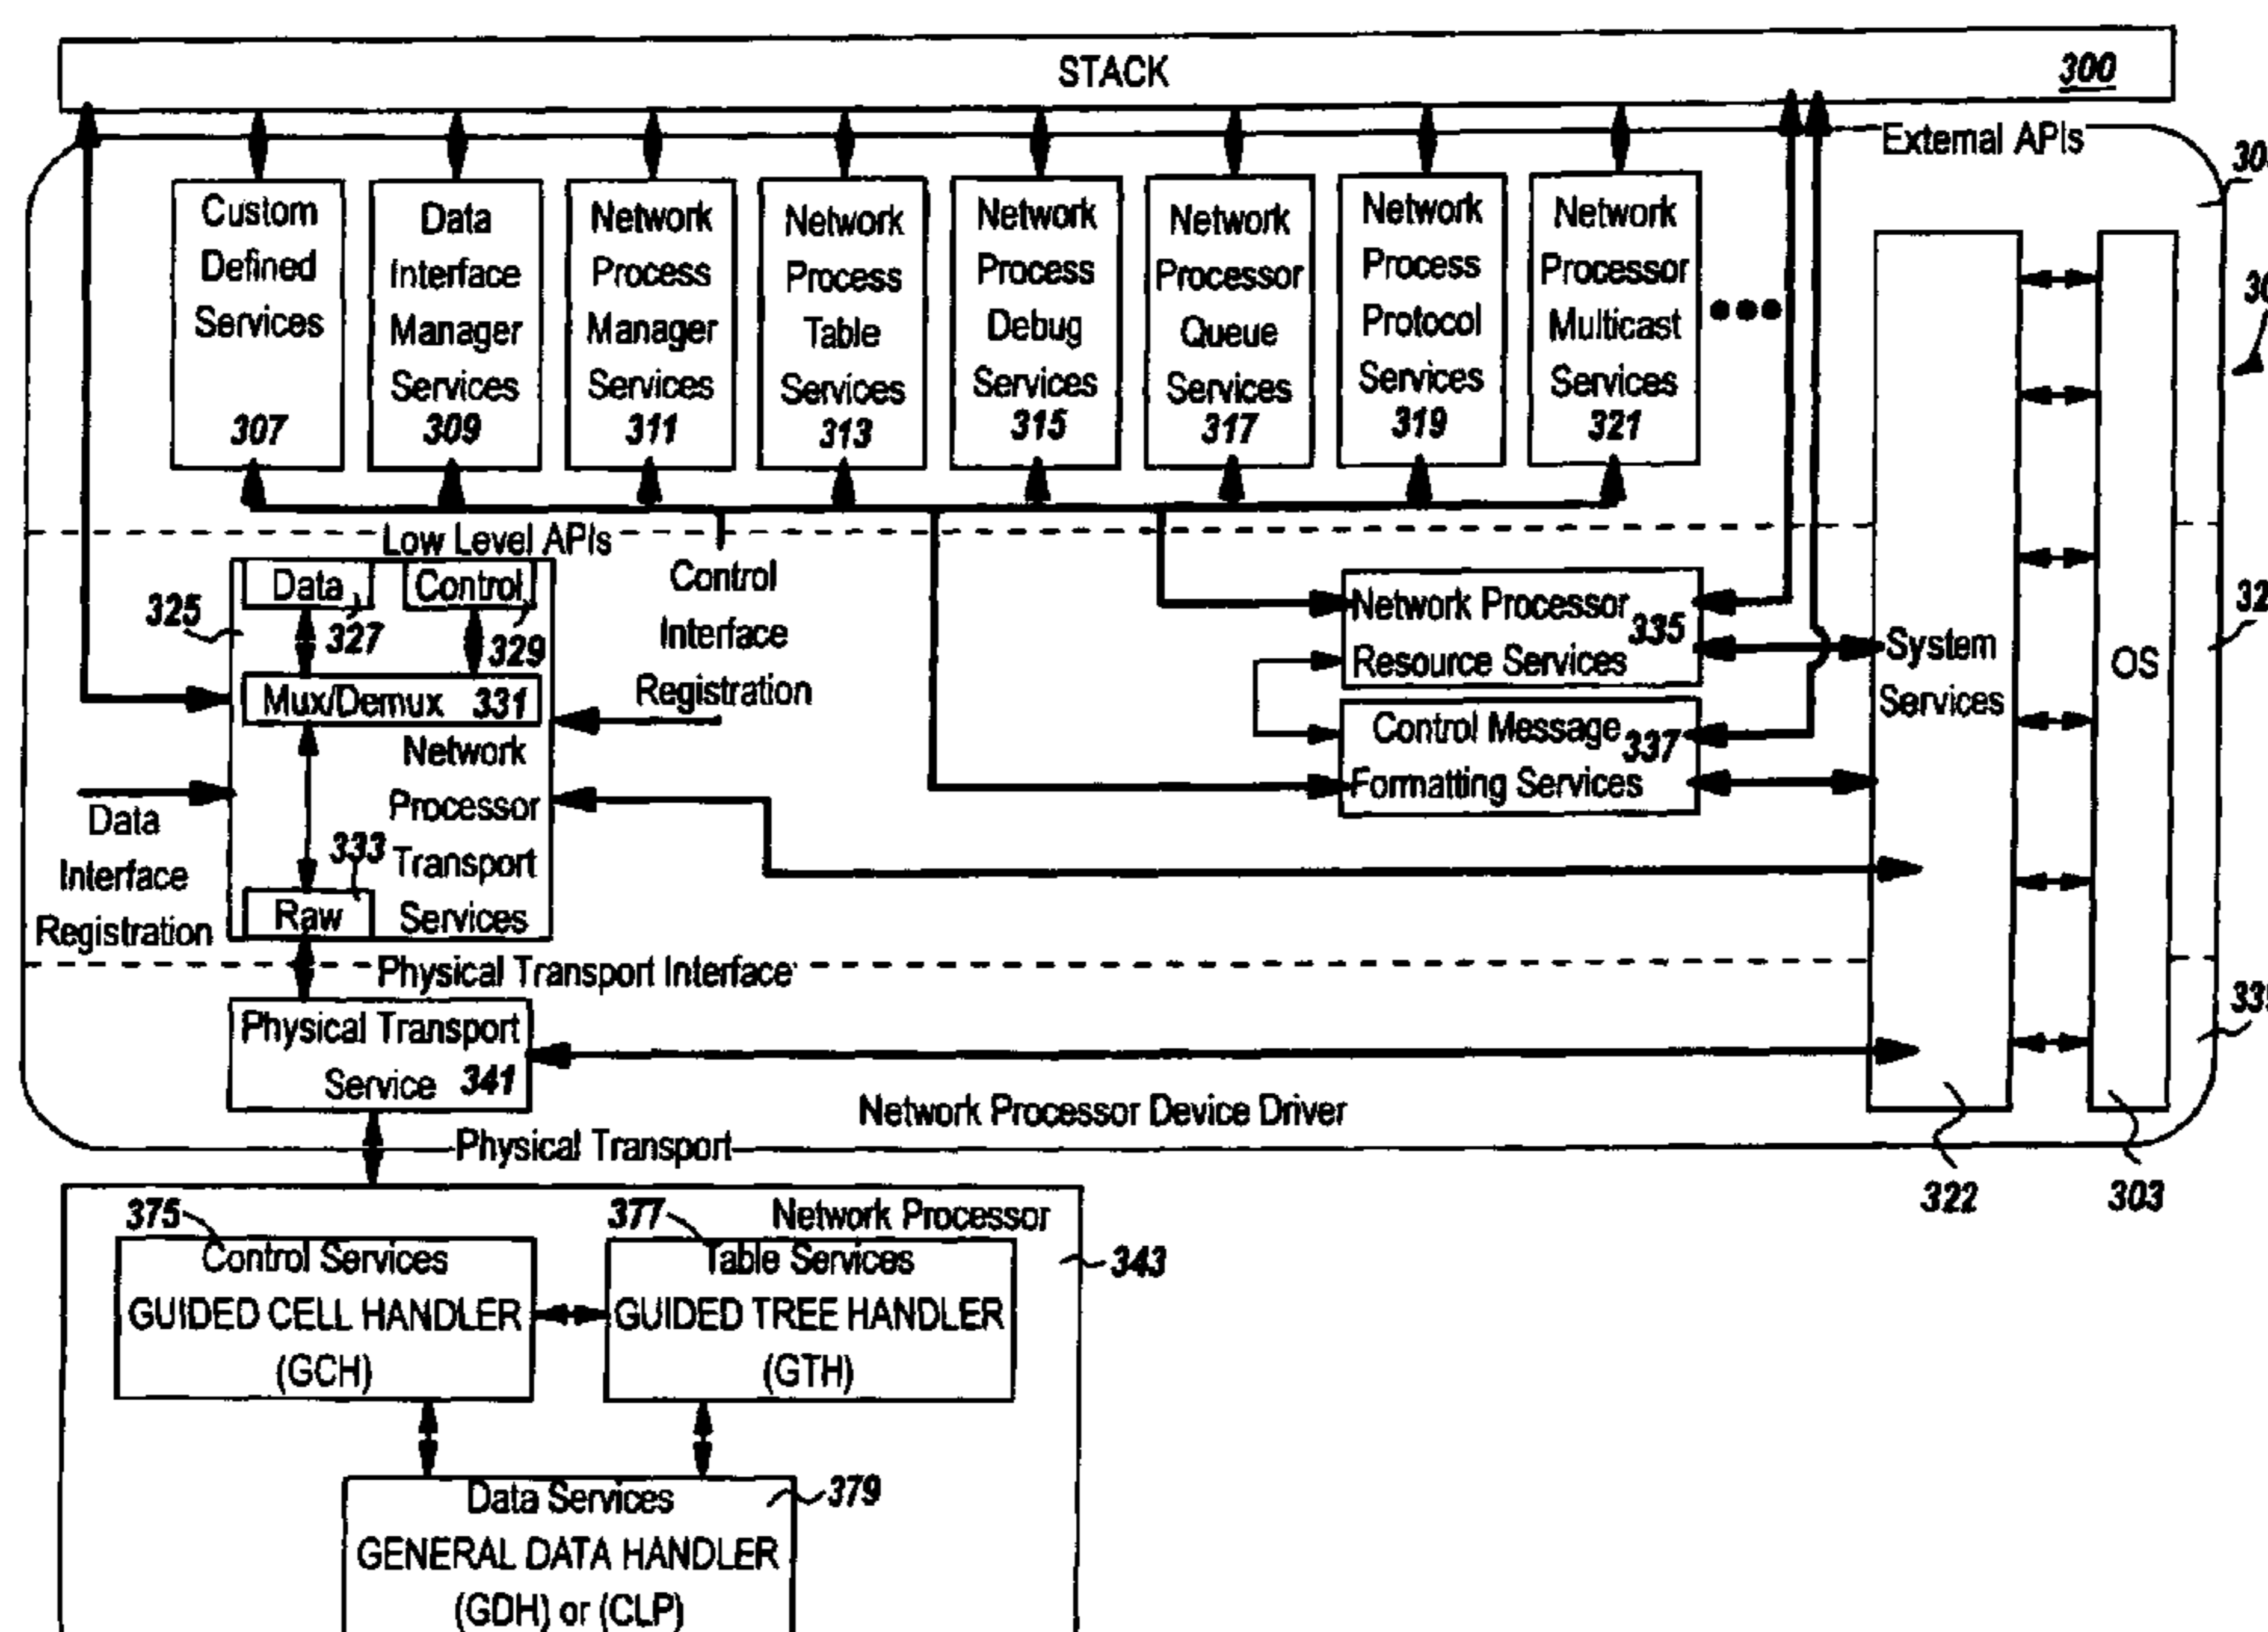 STACK 300
External APIs
Custom
Defined
Services
307
Data
Interface
Manager
Services
309
Network
Process
Manager
Services
311
Network
Process
Table
Services
313
Network
Process
Debug
Services
315
Network
Processor
Queue
Services
317
Network
Process
Protocol
Services
319
Network
Processor
Multicast
Services
321
Low Level APIs
325
Data
327
Control
329
Mux/Demux 331
Network
Processor
Transport
Services
333
Raw
Control
Interface
Registration
Data
Interface
Registration
Network Processor
Resource Services
335
Control Message
Formatting Services
337
System
Services
OS
Physical Transport Interface
Physical Transport
Service 341
Network Processor Device Driver
Physical Transport
322
303
375
377
Network Processor
343
Control Services
GUIDED CELL HANDLER
(GCH)
Table Services
GUIDED TREE HANDLER
(GTH)
Data Services
379
GENERAL DATA HANDLER
(GDH) or (CLP)